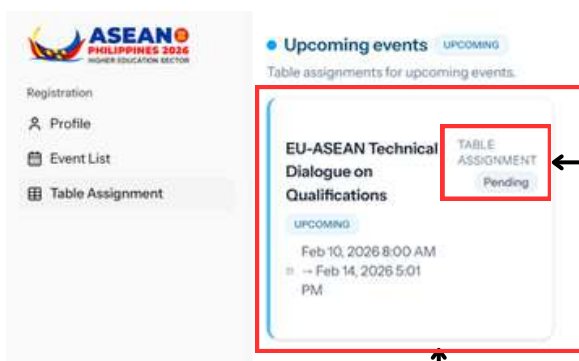 ASEAN
PHILIPPINES 2026
HIGHER EDUCATION SECTOR
Registration
Profile
Event List
Table Assignment
Upcoming events UPCOMING
Table assignments for upcoming events.
EU-ASEAN Technical
Dialogue on
Qualifications
TABLE
ASSIGNMENT
Pending
UPCOMING
Feb 10, 2026 8:00 AM
→ Feb 14, 2026 5:01
PM